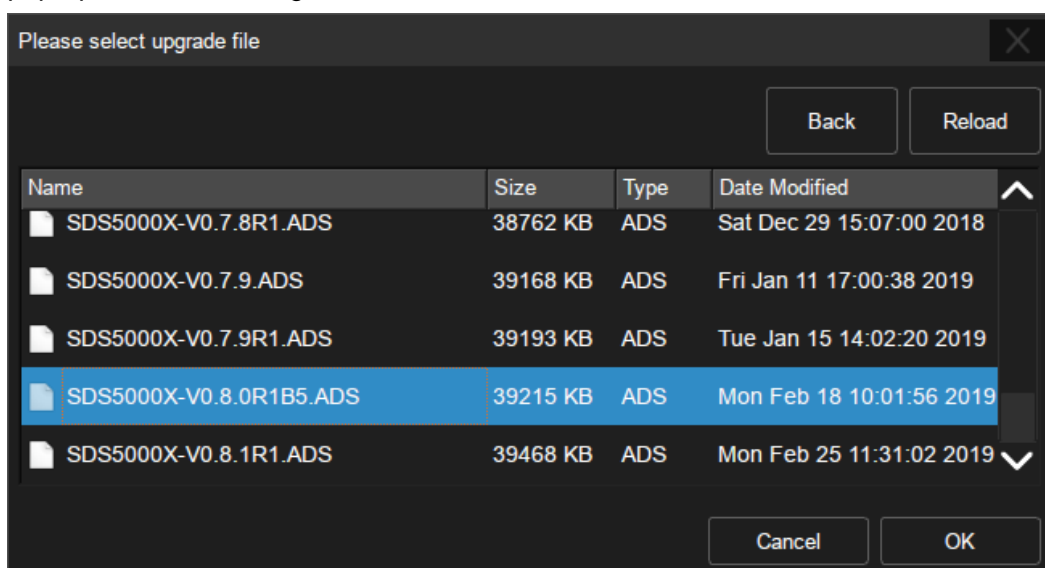 Please select upgrade file
Back Reload
Name Size Type Date Modified
SDS5000X-V0.7.8R1.ADS 38762 KB ADS Sat Dec 29 15:07:00 2018
SDS5000X-V0.7.9.ADS 39168 KB ADS Fri Jan 11 17:00:38 2019
SDS5000X-V0.7.9R1.ADS 39193 KB ADS Tue Jan 15 14:02:20 2019
SDS5000X-V0.8.0R1B5.ADS 39215 KB ADS Mon Feb 18 10:01:56 2019
SDS5000X-V0.8.1R1.ADS 39468 KB ADS Mon Feb 25 11:31:02 2019
Cancel OK